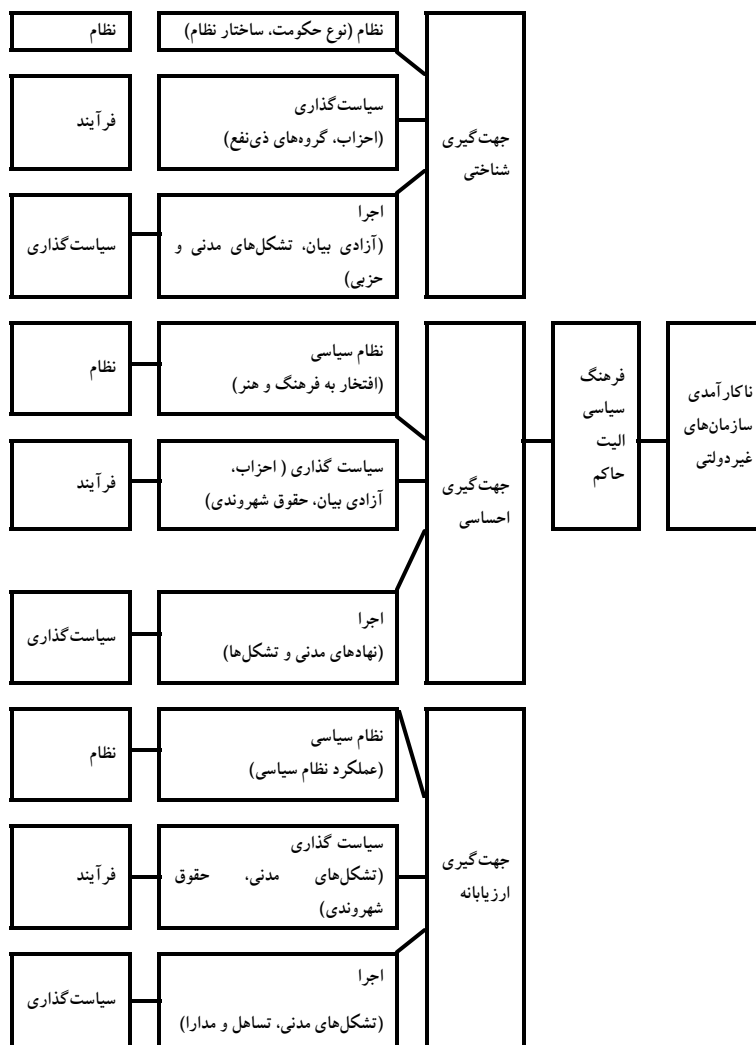 ناکارآمدی
سازمان‌های
غیردولتی
فرهنگ
سیاسی
الیت
حاکم
جهت‌گیری
شناختی
نظام (نوع حکومت، ساختار نظام)
نظام
سیاست‌گذاری
(احزاب، گروه‌های ذی‌نفع)
فرآیند
اجرا
(آزادی بیان، تشکل‌های مدنی و
حزبی)
سیاست‌گذاری
جهت‌گیری
احساسی
نظام سیاسی
(افتخار به فرهنگ و هنر)
نظام
سیاست گذاری ( احزاب،
آزادی بیان، حقوق شهروندی)
فرآیند
اجرا
(نهادهای مدنی و تشکل‌ها)
سیاست‌گذاری
جهت‌گیری
ارزیابانه
نظام سیاسی
(عملکرد نظام سیاسی)
نظام
سیاست گذاری
(تشکل‌های مدنی، حقوق
شهروندی)
فرآیند
اجرا
(تشکل‌های مدنی، تساهل و مدارا)
سیاست‌گذاری